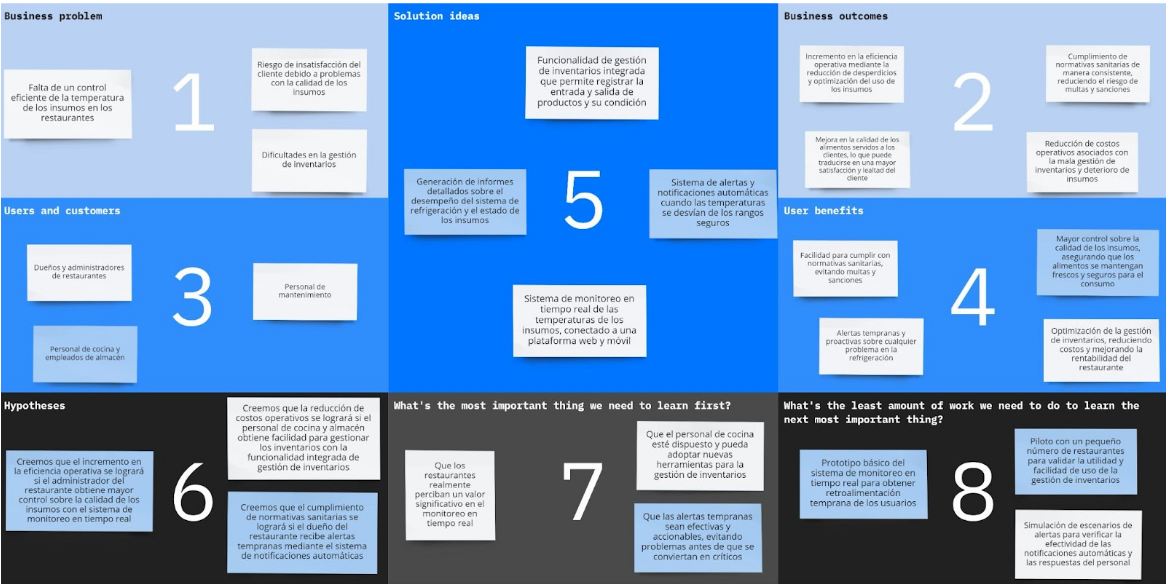 Business problem
Falta de un control
eficiente de la temperatura
de los insumos en los
restaurantes
1
Riesgo de insatisfacción del
cliente debido a problemas
con la calidad de los
insumos
Dificultades en la gestión
de inventarios
Solution ideas
Funcionalidad de gestión
de inventarios integrada
que permite registrar la
entrada y salida de
productos y su condición
Generación de informes
detallados sobre el
desempeño del sistema de
refrigeración y el estado de
los insumos
5
Sistema de alertas y
notificaciones automáticas
cuando las temperaturas
se desvían de los rangos
seguros
Sistema de monitoreo en
tiempo real de las
temperaturas de los
insumos, conectado a una
plataforma web y móvil
Business outcomes
Incremento en la eficiencia
operativa mediante la
reducción de desperdicios
y optimización del uso de
los insumos
2
Cumplimiento de
normativas sanitarias de
manera consistente,
reduciendo el riesgo de
multas y sanciones
Mejora en la calidad de los
alimentos servidos a los
clientes, lo que puede
traducirse en una mayor
satisfacción y lealtad del
cliente
Reducción de costos
operativos asociados con
la mala gestión de
inventarios y deterioro de
insumos
Users and customers
Dueños y administradores
de restaurantes
3
Personal de
mantenimiento
Personal de cocina y
empleados de almacén
User benefits
Facilidad para cumplir con
normativas sanitarias,
evitando multas y
sanciones
4
Mayor control sobre la
calidad de los insumos,
asegurando que los
alimentos se mantengan
frescos y seguros para el
consumo
Alertas tempranas y
proactivas sobre cualquier
problema en la
refrigeración
Optimización de la gestión
de inventarios, reduciendo
costos y mejorando la
rentabilidad del
restaurante
Hypotheses
Creemos que la reducción de
costos operativos se logrará si el
personal de cocina y almacén
obtiene facilidad para gestionar
los inventarios con la
funcionalidad integrada de
gestión de inventarios
Creemos que el incremento en
la eficiencia operativa se logrará
si el administrador del
restaurante obtiene mayor
control sobre la calidad de los
insumos con el sistema de
monitoreo en tiempo real
6
Creemos que el cumplimiento
de normativas sanitarias se
logrará si el dueño del
restaurante recibe alertas
tempranas mediante el sistema
de notificaciones automáticas
What's the most important thing we need to learn first?
Que los
restaurantes
realmente
perciban un valor
significativo en el
monitoreo en
tiempo real
7
Que el personal de cocina
esté dispuesto y pueda
adoptar nuevas
herramientas para la
gestión de inventarios
Que las alertas tempranas
sean efectivas y
accionables, evitando
problemas antes de que se
conviertan en críticos
What's the least amount of work we need to do to learn the
next most important thing?
Prototipo básico del
sistema de monitoreo en
tiempo real para obtener
retroalimentación
temprana de los usuarios
8
Piloto con un pequeño
número de restaurantes
para validar la utilidad y
facilidad de uso de la
gestión de inventarios
Simulación de escenarios de
alertas para verificar la
efectividad de las
notificaciones automáticas y
las respuestas del personal